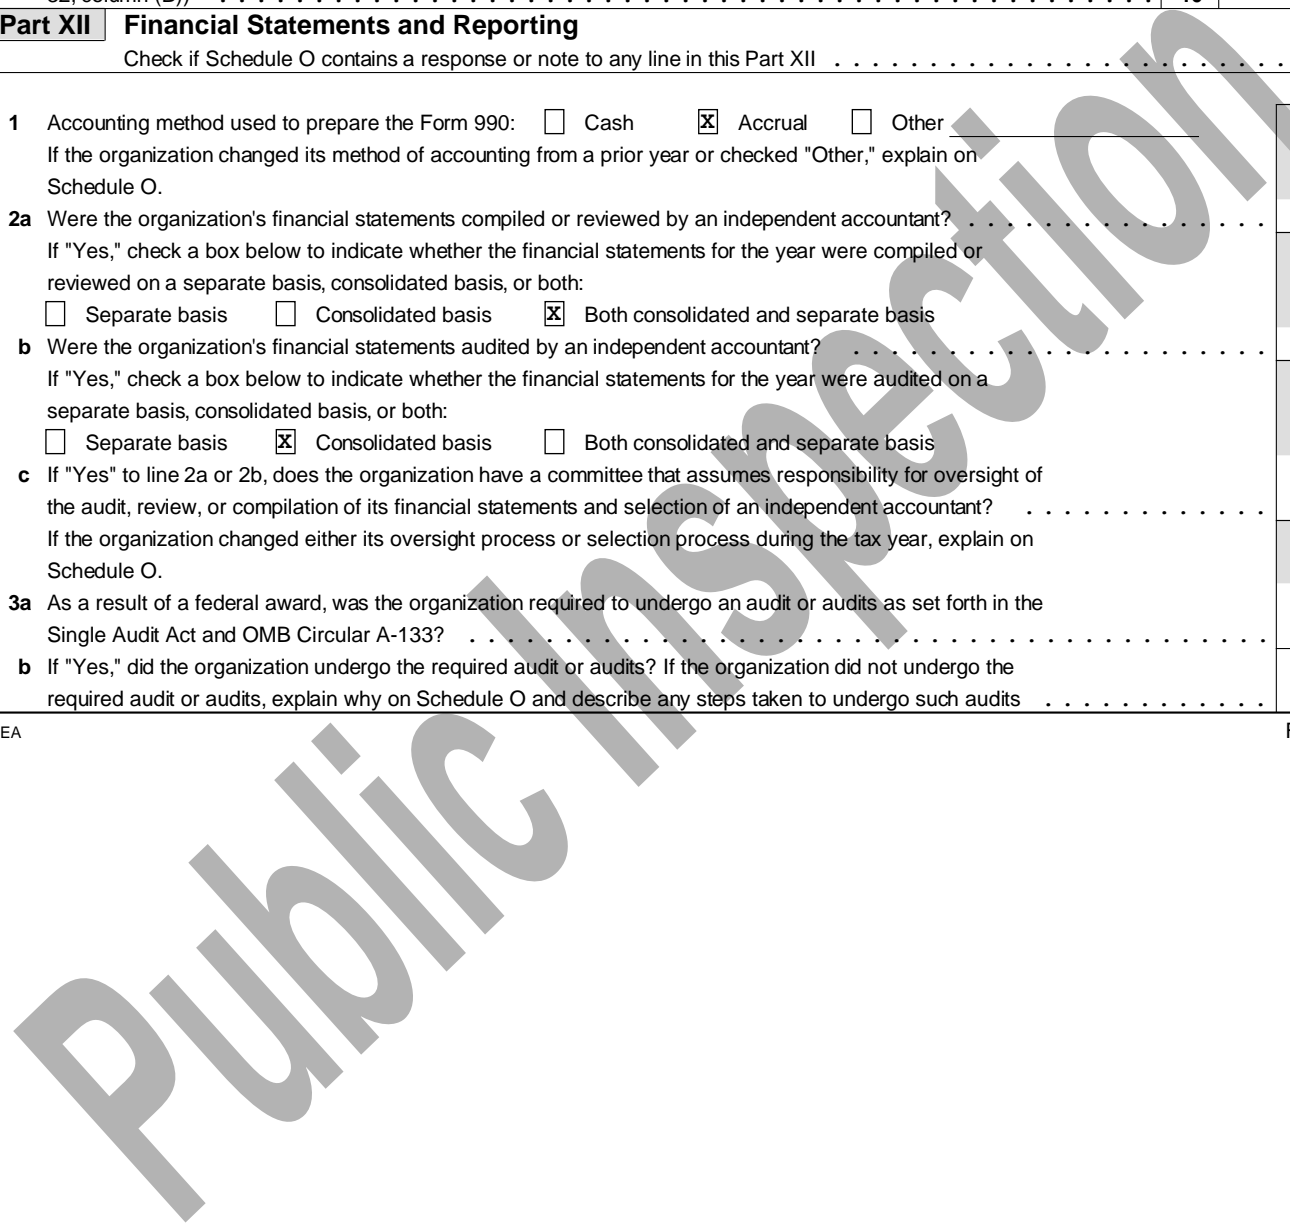 Part XII Financial Statements and Reporting
Check if Schedule O contains a response or note to any line in this Part XII . . . . . . . . . . . . . . . . . . . . . . . .
1 Accounting method used to prepare the Form 990: Cash X Accrual Other
If the organization changed its method of accounting from a prior year or checked "Other," explain on
Schedule O.
2a Were the organization's financial statements compiled or reviewed by an independent accountant? . . . . . . . . . . . . . . . .
If "Yes," check a box below to indicate whether the financial statements for the year were compiled or
reviewed on a separate basis, consolidated basis, or both:
Separate basis Consolidated basis X Both consolidated and separate basis
b Were the organization's financial statements audited by an independent accountant? . . . . . . . . . . . . . . . . . . . . . .
If "Yes," check a box below to indicate whether the financial statements for the year were audited on a
separate basis, consolidated basis, or both:
Separate basis X Consolidated basis Both consolidated and separate basis
c If "Yes" to line 2a or 2b, does the organization have a committee that assumes responsibility for oversight of
the audit, review, or compilation of its financial statements and selection of an independent accountant? . . . . . . . . . . . . .
If the organization changed either its oversight process or selection process during the tax year, explain on
Schedule O.
3a As a result of a federal award, was the organization required to undergo an audit or audits as set forth in the
Single Audit Act and OMB Circular A-133? . . . . . . . . . . . . . . . . . . . . . . . . . . . . . . . . . . . . . . . . . .
b If "Yes," did the organization undergo the required audit or audits? If the organization did not undergo the
required audit or audits, explain why on Schedule O and describe any steps taken to undergo such audits . . . . . . . . . . . .
EA
Public Inspection